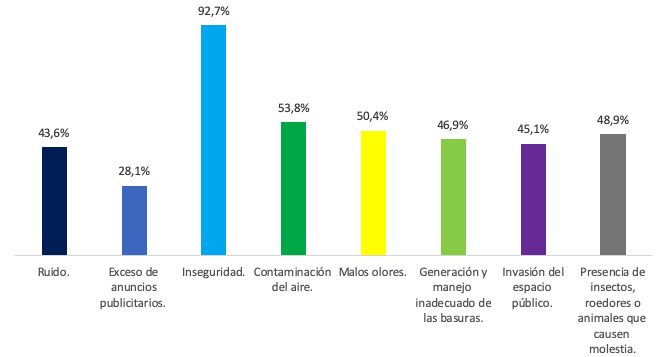 92,7%
53,8%
50,4%
48,9%
46,9%
45,1%
43,6%
28,1%
Ruido.
Exceso de
anuncios
publicitarios.
Inseguridad.
Contaminación
del aire.
Malos olores.
Generación y
manejo
inadecuado de
las basuras.
Invasión del
espacio
público.
Presencia de
insectos,
roedores o
animales que
causen
molestia.